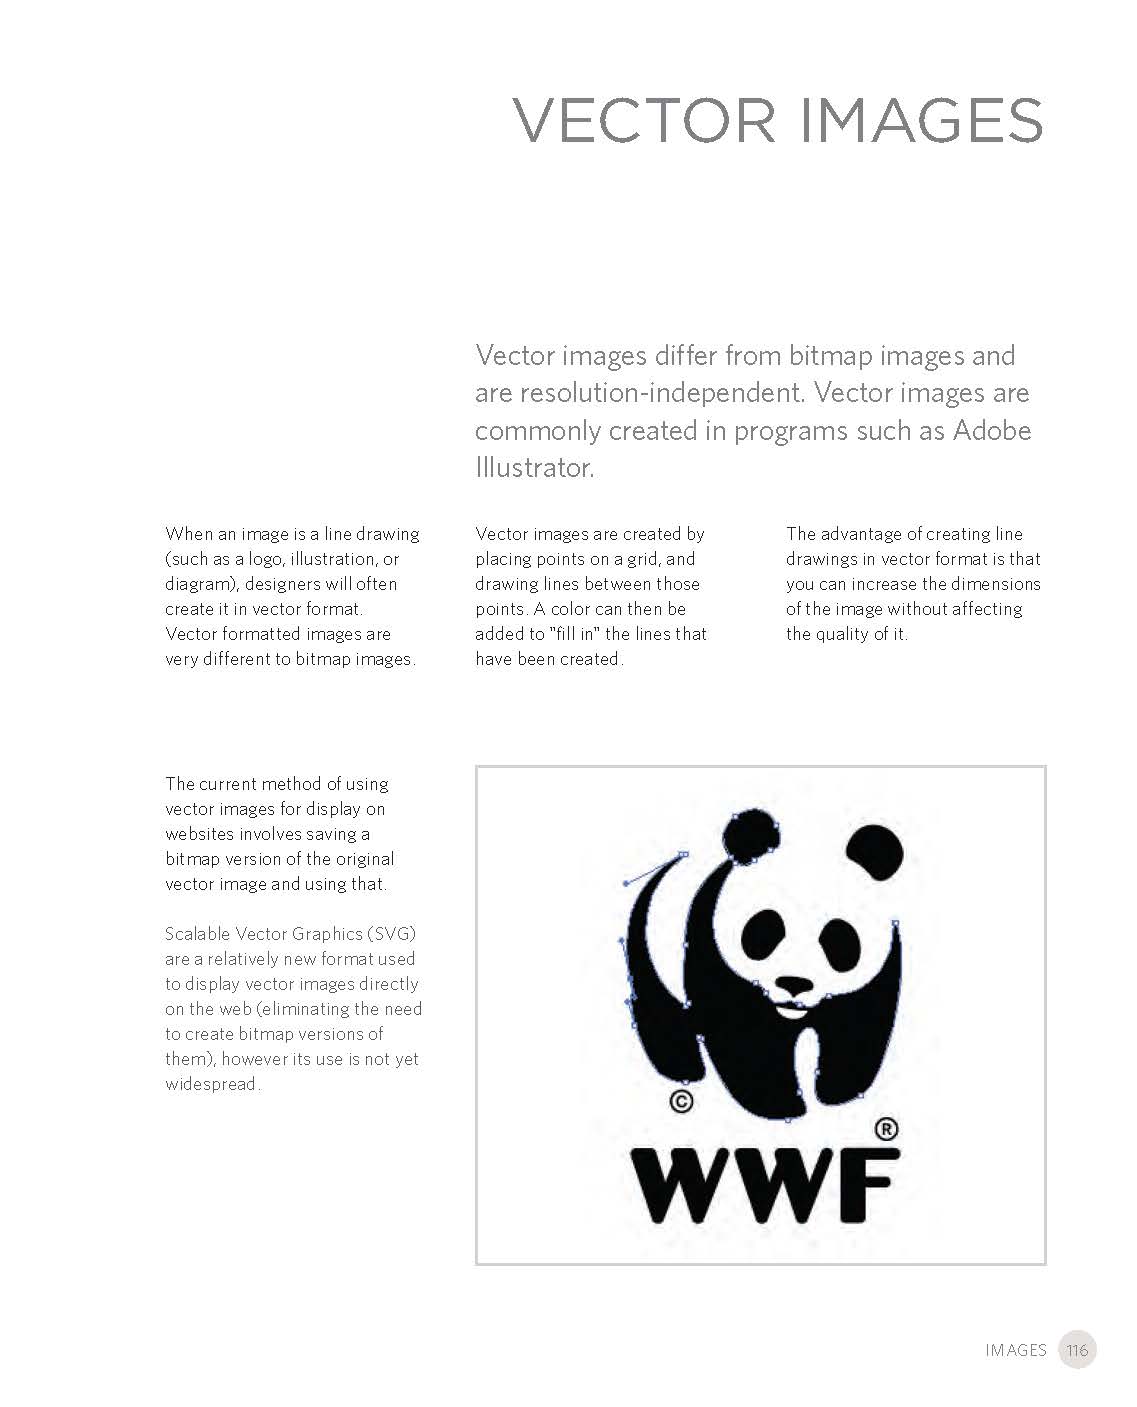 VECTOR IMAGES
Vector images differ from bitmap images and
are resolution-independent. Vector images are
commonly created in programs such as Adobe
Illustrator.
When an image is a line drawing
(such as a logo, illustration, or
diagram), designers will often
create it in vector format.
Vector formatted images are
very different to bitmap images.
Vector images are created by
placing points on a grid, and
drawing lines between those
points. A color can then be
added to "fill in" the lines that
have been created.
The advantage of creating line
drawings in vector format is that
you can increase the dimensions
of the image without affecting
the quality of it.
The current method of using
vector images for display on
websites involves saving a
bitmap version of the original
vector image and using that.
Scalable Vector Graphics (SVG)
are a relatively new format used
to display vector images directly
on the web (eliminating the need
to create bitmap versions of
them), however its use is not yet
widespread.
©
®
WWF
IMAGES 116